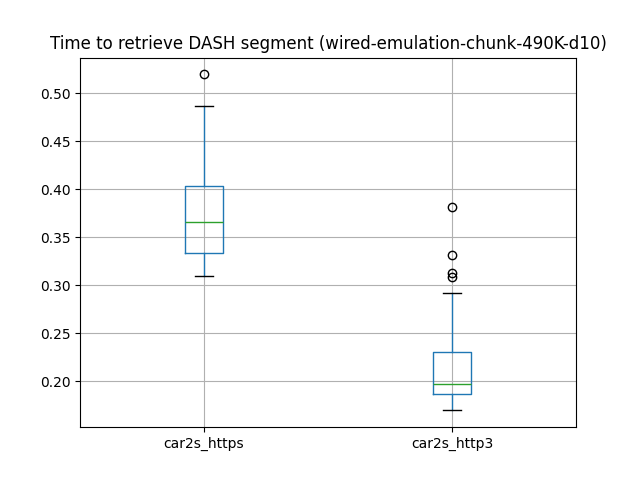 Time to retrieve DASH segment (wired-emulation-chunk-490K-d10)
0.50
0.45
0.40
0.35
0.30
0.25
0.20
car2s_https
car2s_http3